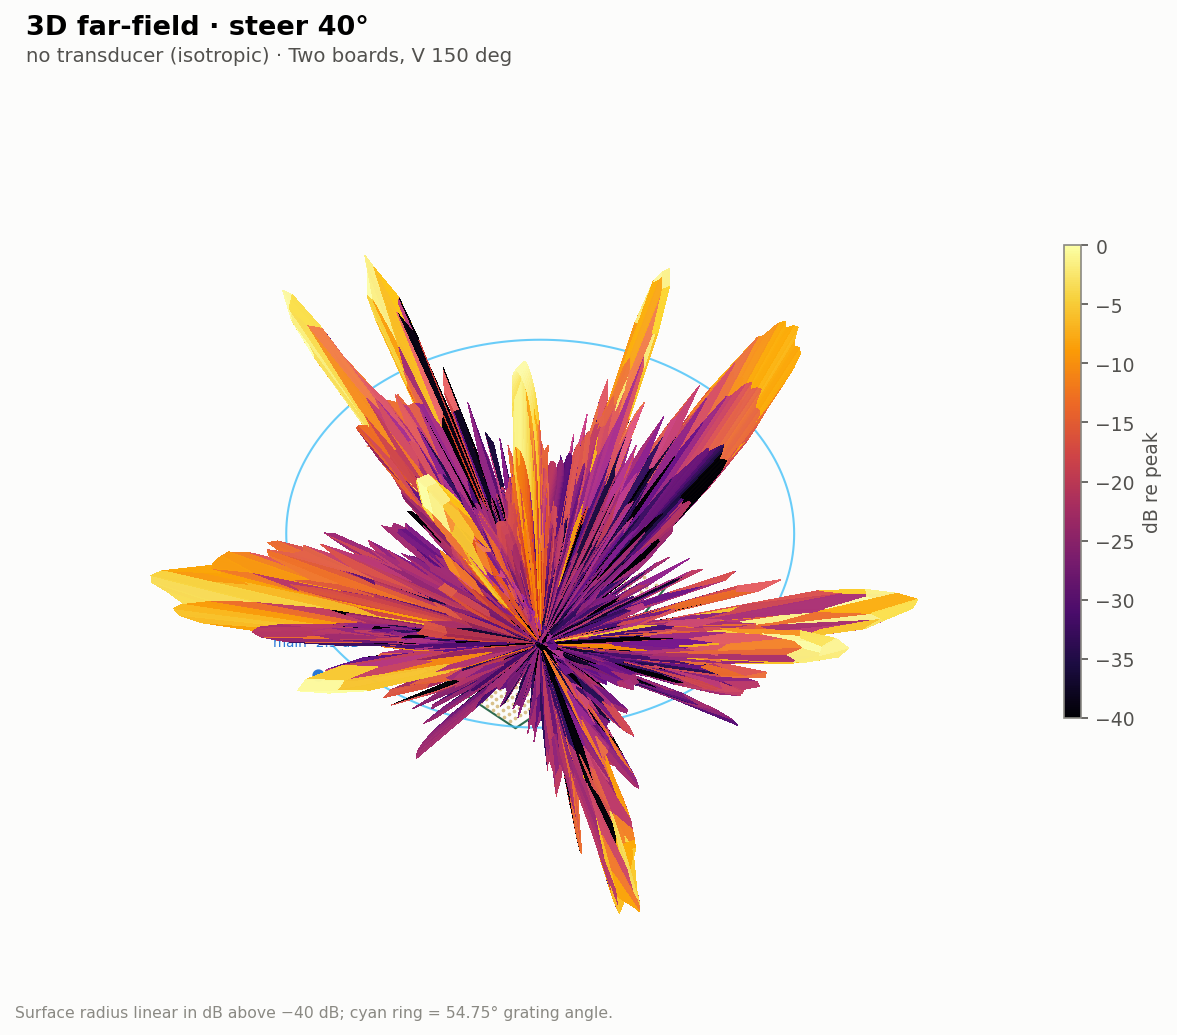 3D far-field · steer 40°
no transducer (isotropic) · Two boards, V 150 deg
0
−5
−10
−15
−20
−25
−30
−35
−40
dB re peak
main
Surface radius linear in dB above −40 dB; cyan ring = 54.75° grating angle.